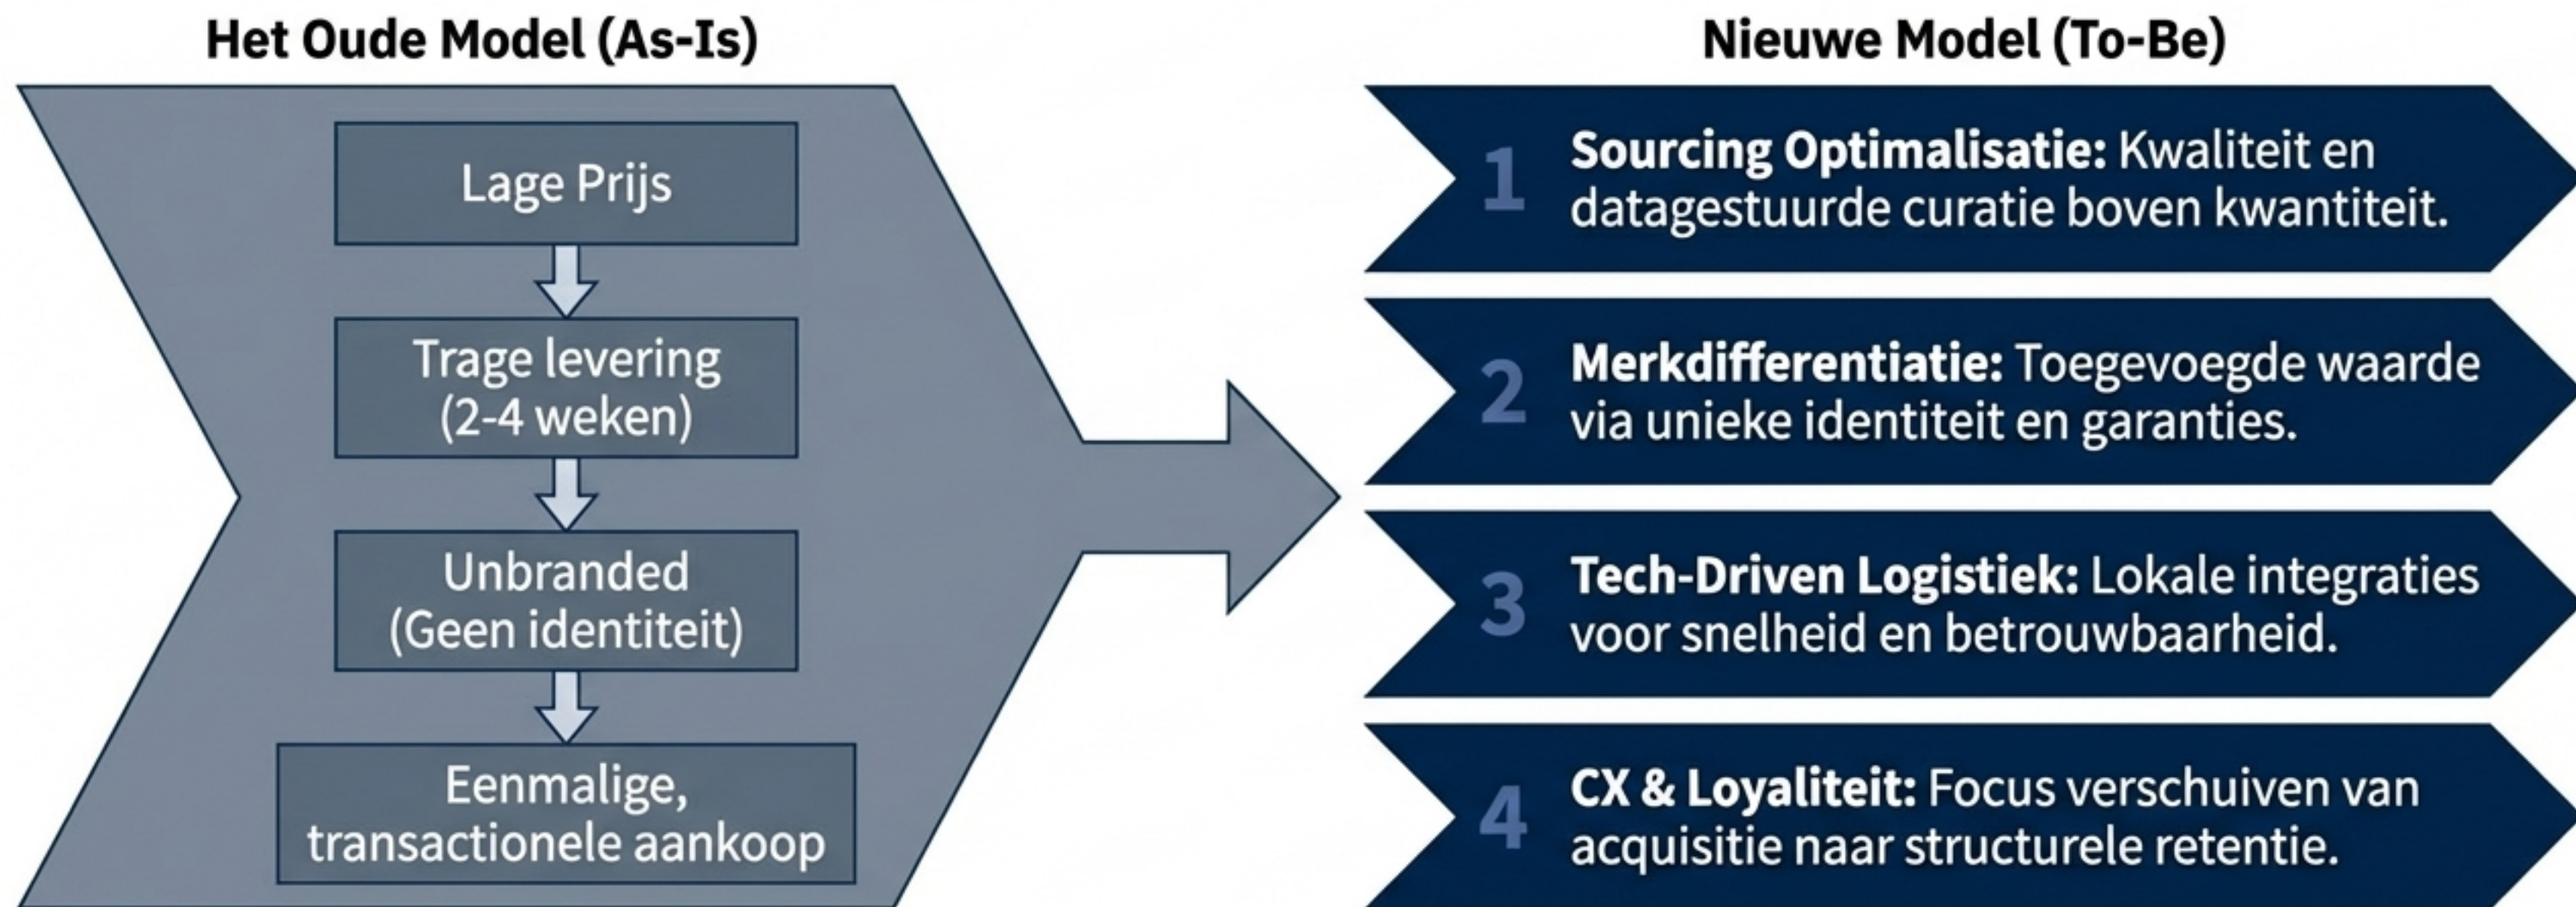 Het Oude Model (As-Is)
Lage Prijs
Trage levering
(2-4 weken)
Unbranded
(Geen identiteit)
Eenmalige,
transactionele aankoop
Nieuwe Model (To-Be)
1 Sourcing Optimalisatie: Kwaliteit en
datagestuurde curatie boven kwantiteit.
2 Merkdifferentiatie: Toegevoegde waarde
via unieke identiteit en garanties.
3 Tech-Driven Logistiek: Lokale integraties
voor snelheid en betrouwbaarheid.
4 CX & Loyaliteit: Focus verschuiven van
acquisitie naar structurele retentie.